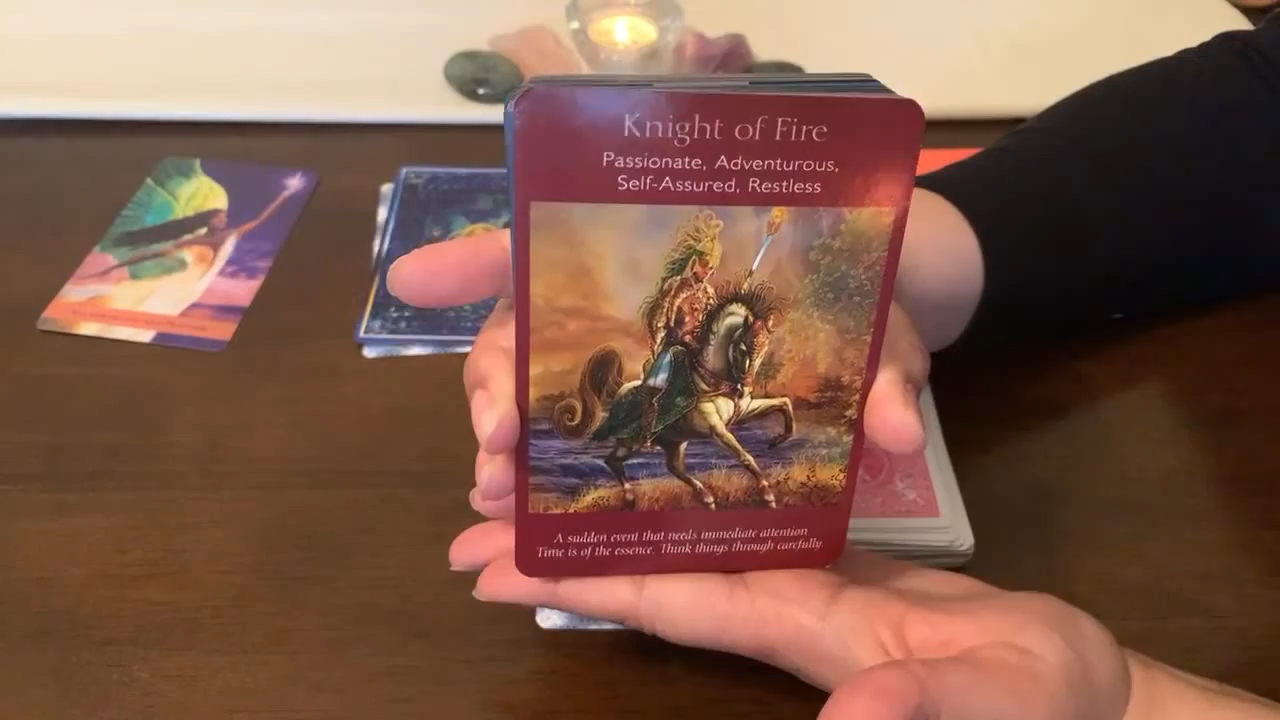 Knight of Fire
Passionate, Adventurous,
Self-Assured, Restless
A sudden event that needs immediate attention
Time is of the essence. Think things through carefully.